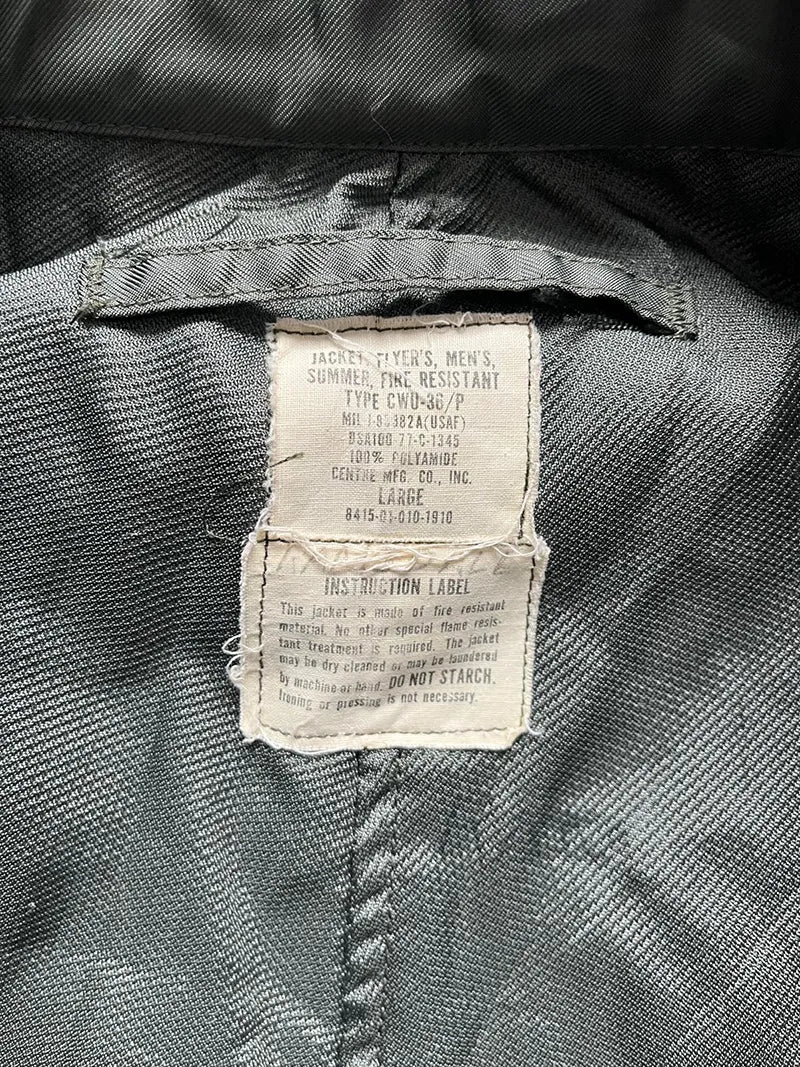 JACKET, FLYER'S, MEN'S,
SUMMER, FIRE RESISTANT
TYPE CWU-36/P
(USAF)
DSA100-77-C-1345
100% POLYAMIDE
CENTRE MFG. CO., INC.
LARGE
8415-01-010-1910
INSTRUCTION LABEL
This jacket is made of fire resistant
material. No other special flame resis-
tant treatment is required. The jacket
may be dry cleaned or may be laundered
by machine or hand. DO NOT STARCH.
Ironing or pressing is not necessary.